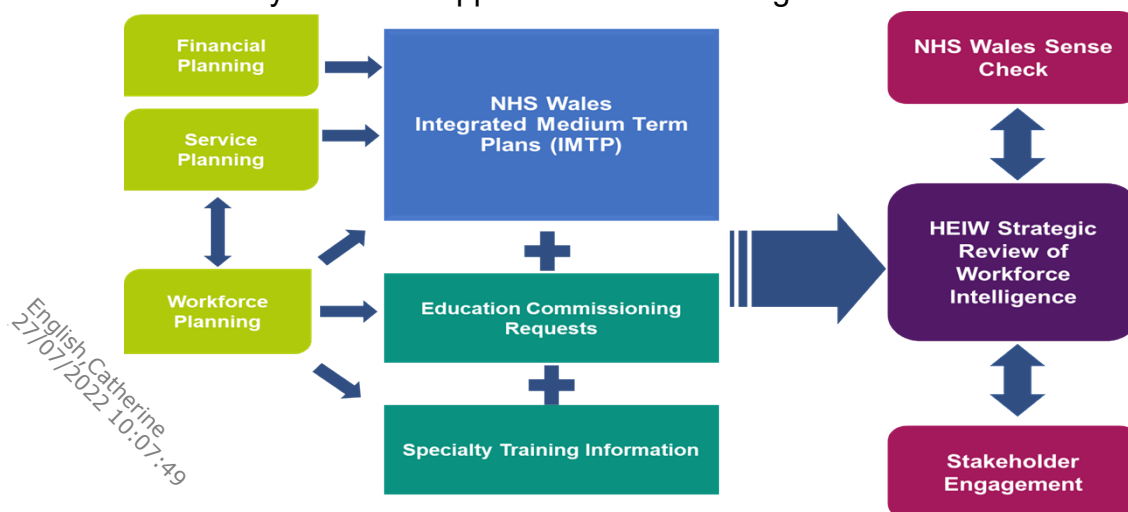 Financial
Planning
Service
Planning
Workforce
Planning
NHS Wales
Integrated Medium Term
Plans (IMTP)
Education Commissioning
Requests
Specialty Training Information
NHS Wales Sense
Check
HEIW Strategic
Review of
Workforce
Intelligence
Stakeholder
Engagement
English,Catherine
27/07/2022 10:07:49